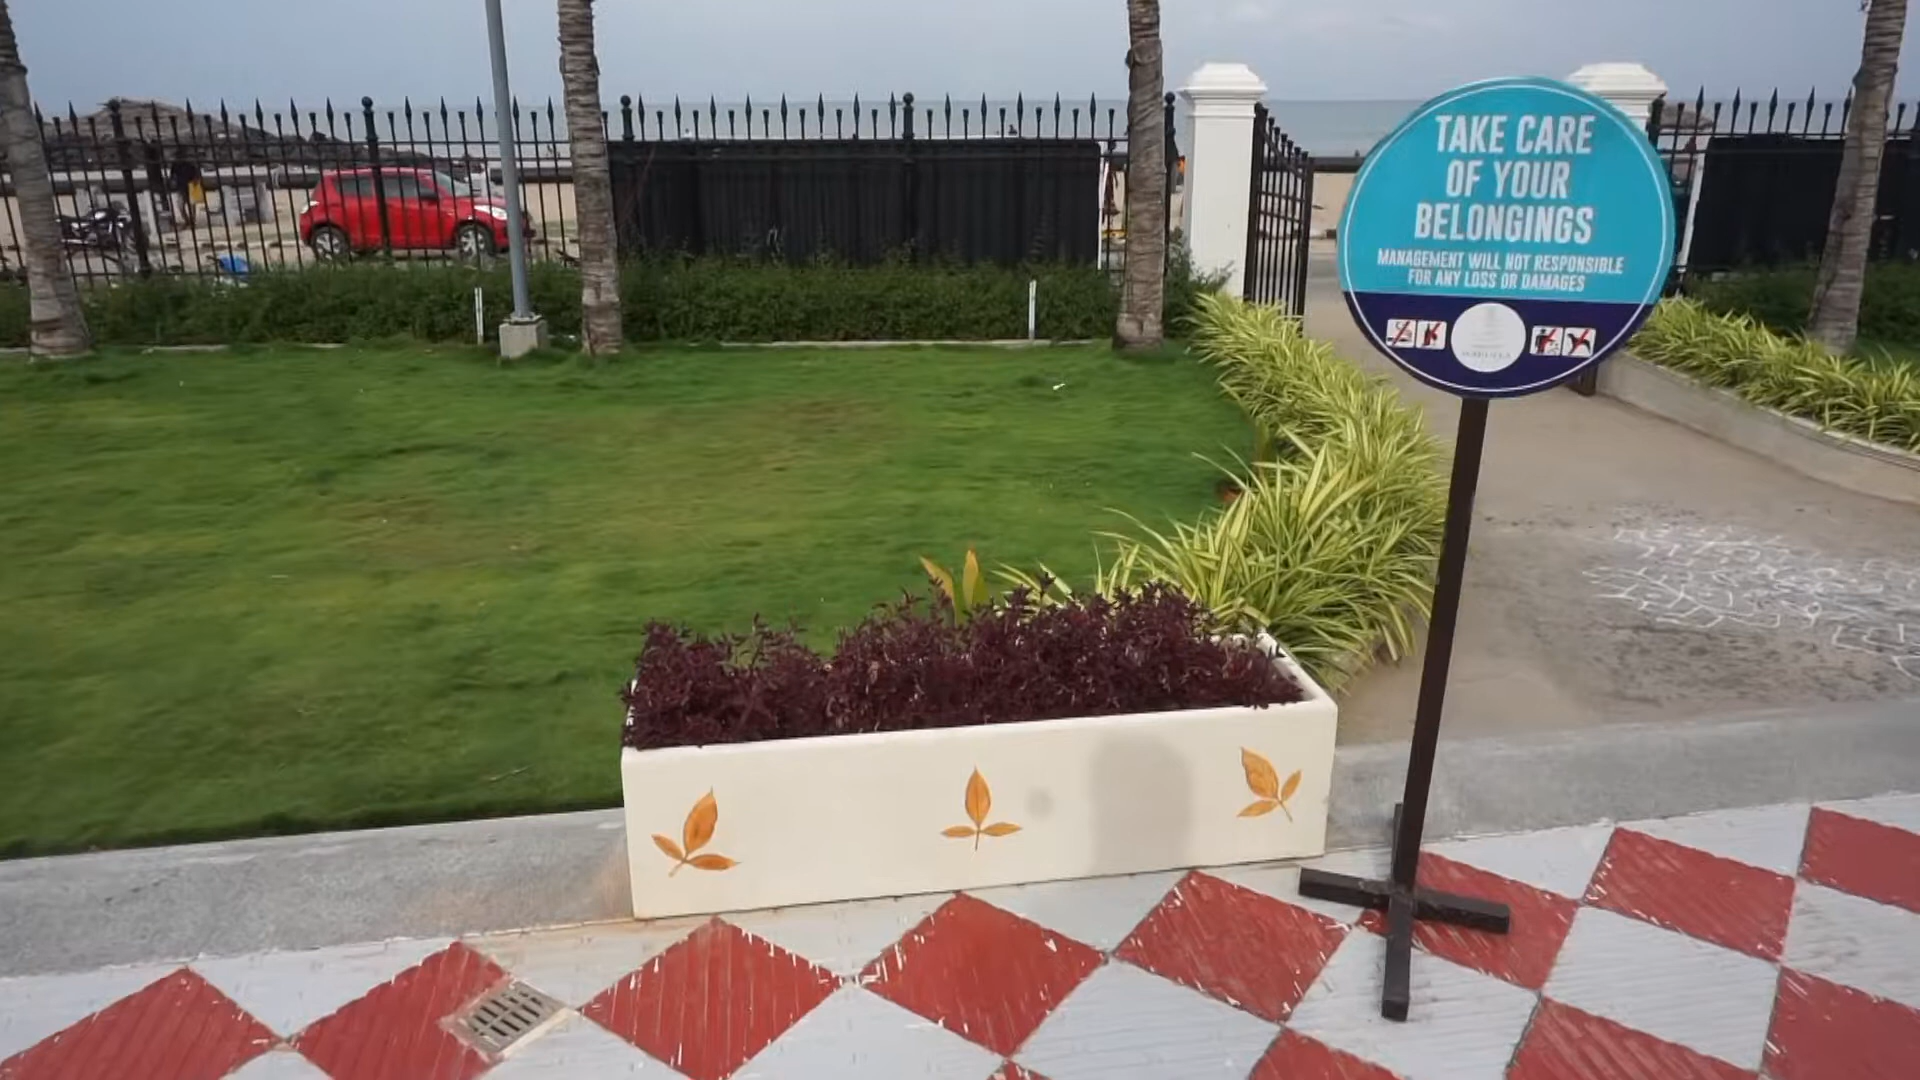 TAKE CARE
OF YOUR
BELONGINGS
MANAGEMENT WILL NOT RESPONSIBLE
FOR ANY LOSS OR DAMAGES